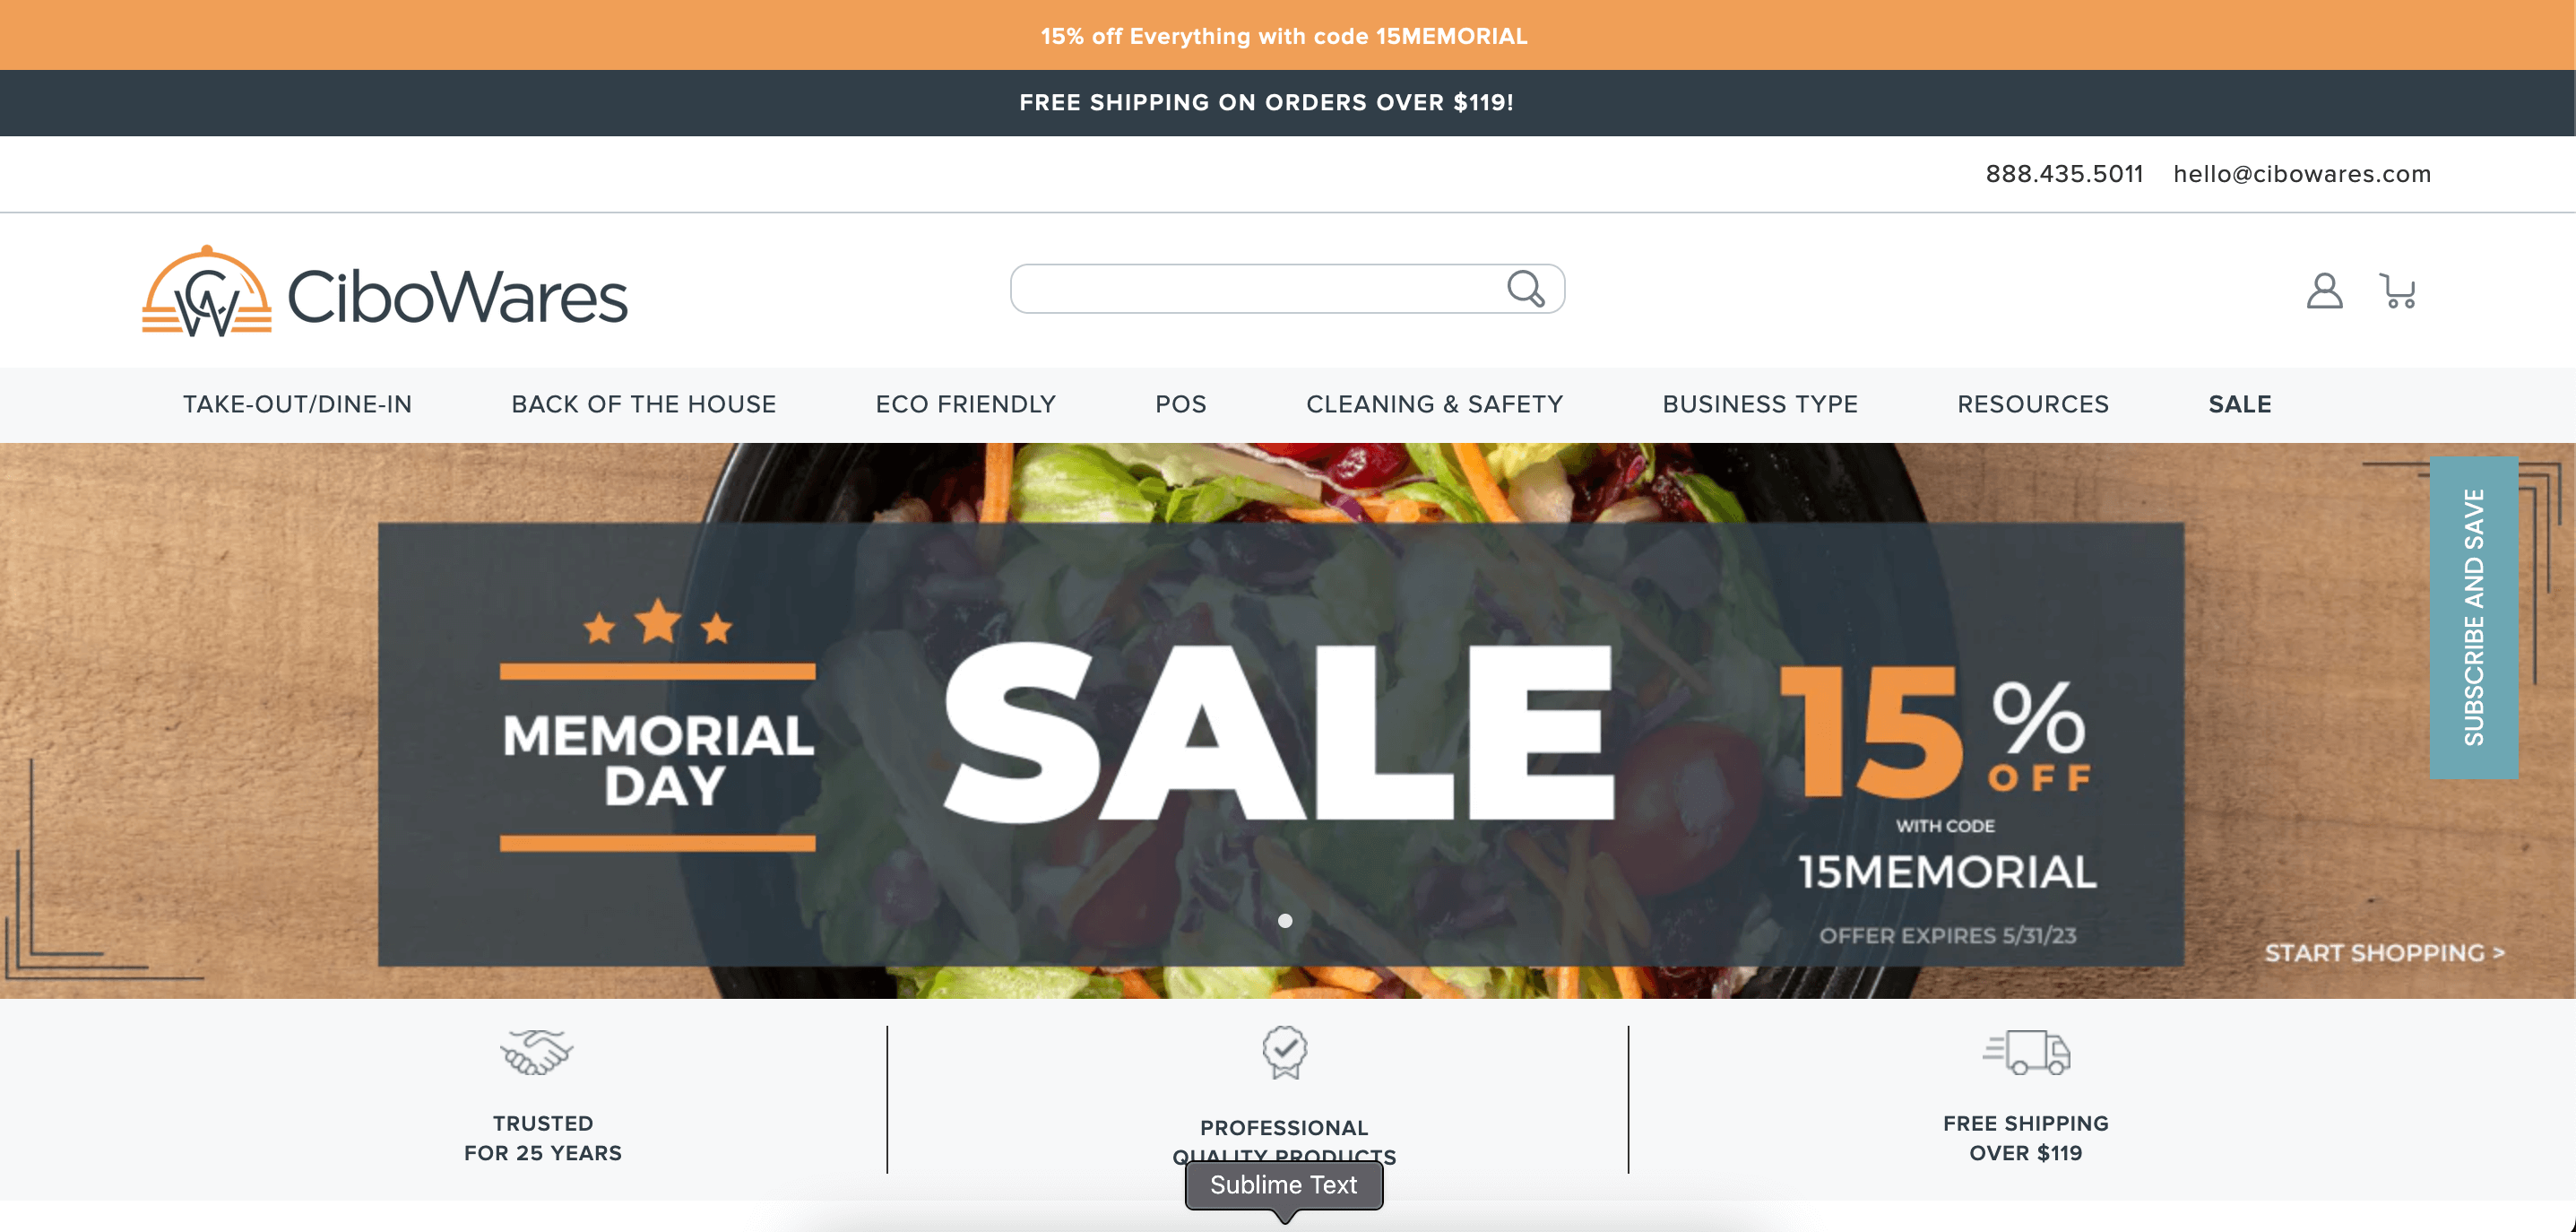 15% off Everything with code 15MEMORIAL
FREE SHIPPING ON ORDERS OVER $119!
888.435.5011 hello@cibowares.com
CW CiboWares
TAKE-OUT/DINE-IN BACK OF THE HOUSE ECO FRIENDLY POS CLEANING & SAFETY BUSINESS TYPE RESOURCES SALE
MEMORIAL
DAY
SALE
15%
OFF
WITH CODE
15MEMORIAL
OFFER EXPIRES 5/31/23
START SHOPPING >
SUBSCRIBE AND SAVE
TRUSTED
FOR 25 YEARS
PROFESSIONAL
QUALITY PRODUCTS
FREE SHIPPING
OVER $119
Sublime Text